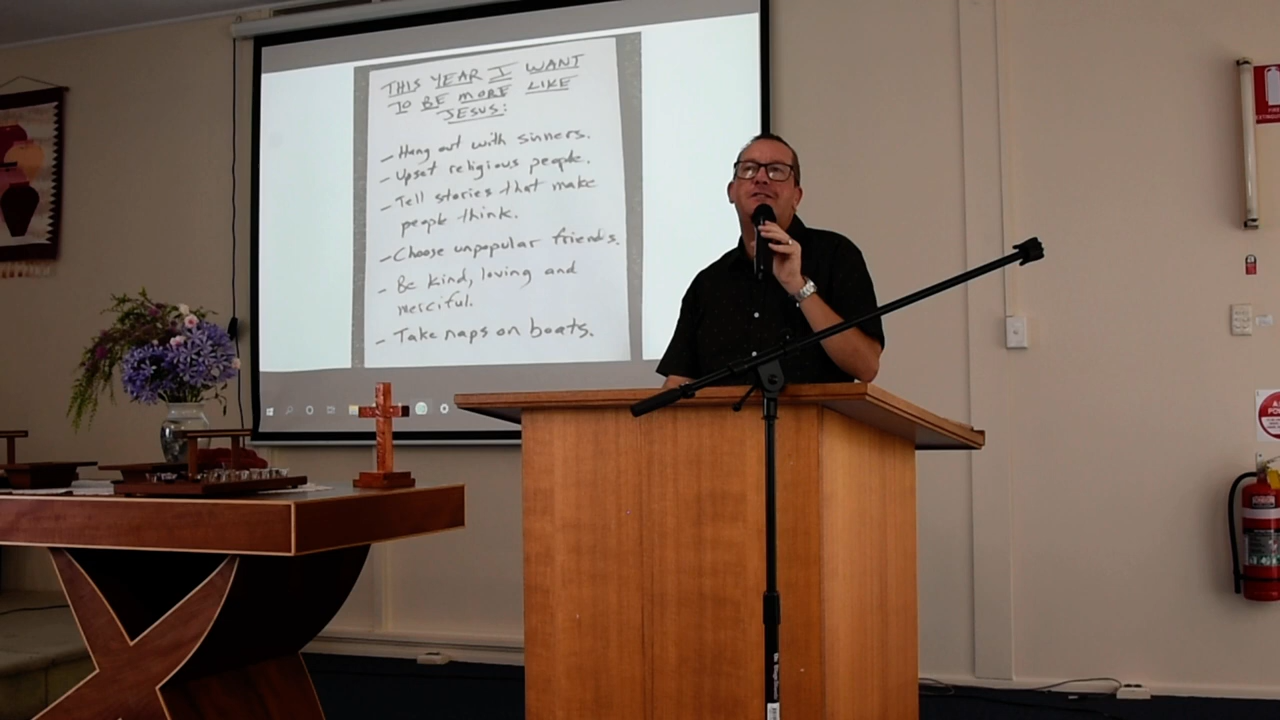 THIS YEAR I WANT
TO BE MORE LIKE
JESUS:
- Hang out with sinners.
- Upset religious people.
- Tell stories that make
people think.
- Choose unpopular friends.
- Be kind, loving and
merciful.
- Take naps on boats.